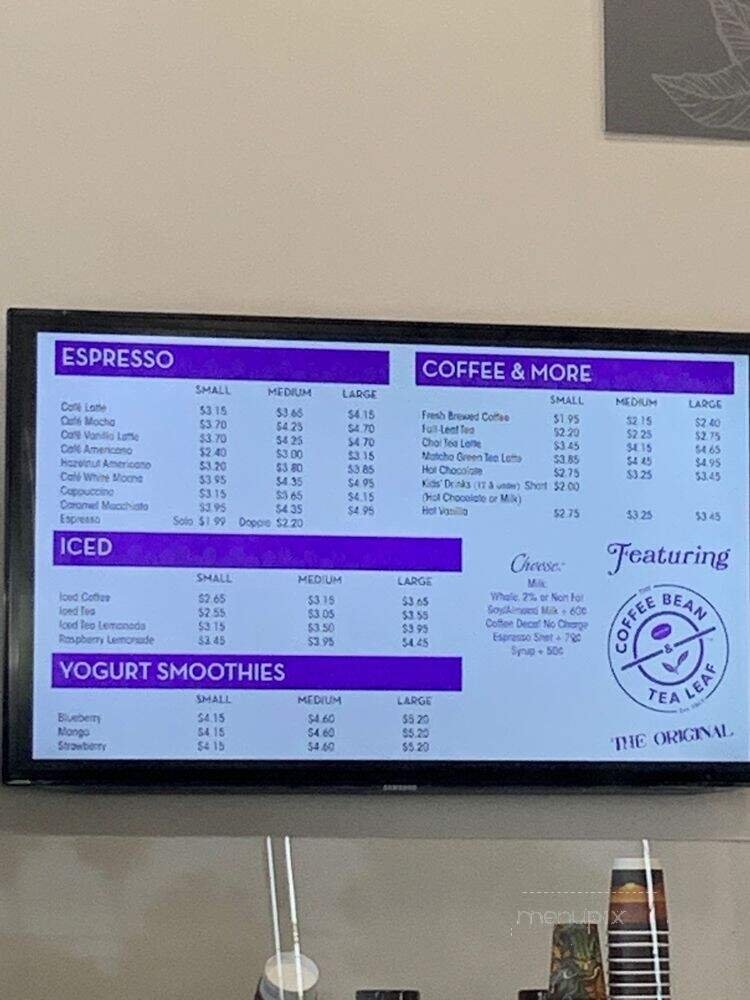 ESPRESSO
SMALL MEDIUM LARGE
Café Latte $3.15 $3.65 $4.15
Café Mocha $3.70 $4.25 $4.70
Café Vanilla Latte $3.70 $4.25 $4.70
Café Americano $2.40 $3.00 $3.15
Hazelnut Americano $3.20 $3.80 $3.85
Café White Mocha $3.95 $4.35 $4.95
Cappuccino $3.15 $3.65 $4.15
Caramel Macchiato $3.95 $4.35 $4.95
Espresso Solo $1.99 Doppio $2.20
ICED
SMALL MEDIUM LARGE
Iced Coffee $2.65 $3.15 $3.65
Iced Tea $2.55 $3.05 $3.55
Iced Tea Lemonade $3.15 $3.50 $3.95
Raspberry Lemonade $3.45 $3.95 $4.45
YOGURT SMOOTHIES
SMALL MEDIUM LARGE
Blueberry $4.15 $4.60 $5.20
Mango $4.15 $4.60 $5.20
Strawberry $4.15 $4.60 $5.20
COFFEE & MORE
SMALL MEDIUM LARGE
Fresh Brewed Coffee $1.95 $2.15 $2.40
Full-Leaf Tea $2.20 $2.25 $2.75
Chai Tea Latte $3.45 $4.15 $4.65
Matcha Green Tea Latte $3.85 $4.45 $4.95
Hot Chocolate $2.75 $3.25 $3.45
Kids' Drinks (12 & under) Short $2.00
(Hot Chocolate or Milk)
Hot Vanilla $2.75 $3.25 $3.45
Choose:
Milk
Whole, 2% or Non Fat
Soy/Almond Milk + 60¢
Coffee Decaf No Charge
Espresso Shot + 79¢
Syrup + 50¢
Featuring
THE
COFFEE BEAN
&
TEA LEAF
THE ORIGINAL
SAMSUNG
menupix